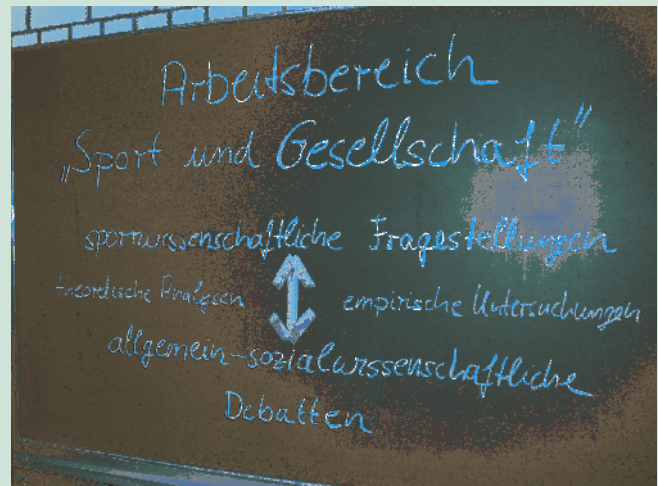 Arbeitsbereich
„Sport und Gesellschaft"
sportwissenschaftliche Fragestellungen
theoretische Analysen empirische Untersuchungen
allgemein-sozialwissenschaftliche
Debatten